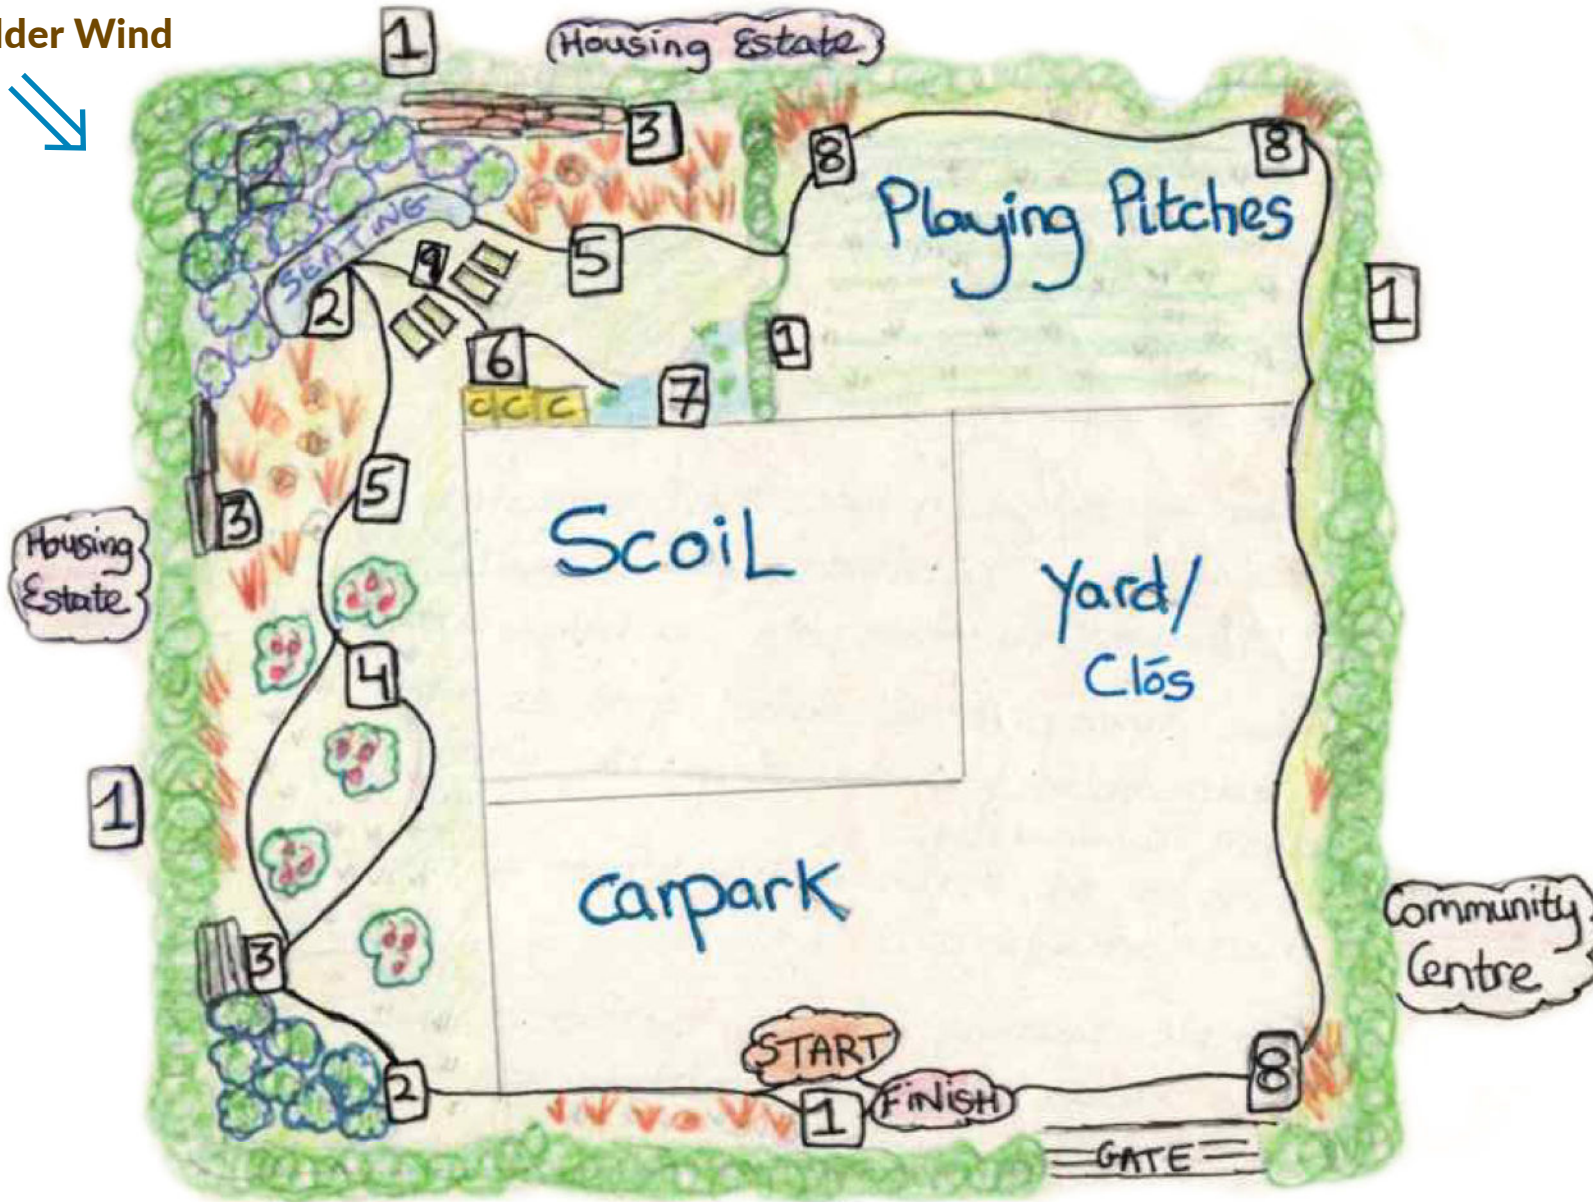 lder Wind
1
Housing Estate
2
3
8
8
Playing Pitches
SEATING
9
5
2
1
1
6
7
C C C
5
3
Scoil
Housing
Estate
Yard/
Clós
4
1
carpark
Community
Centre
3
START
2
1
FINISH
8
GATE